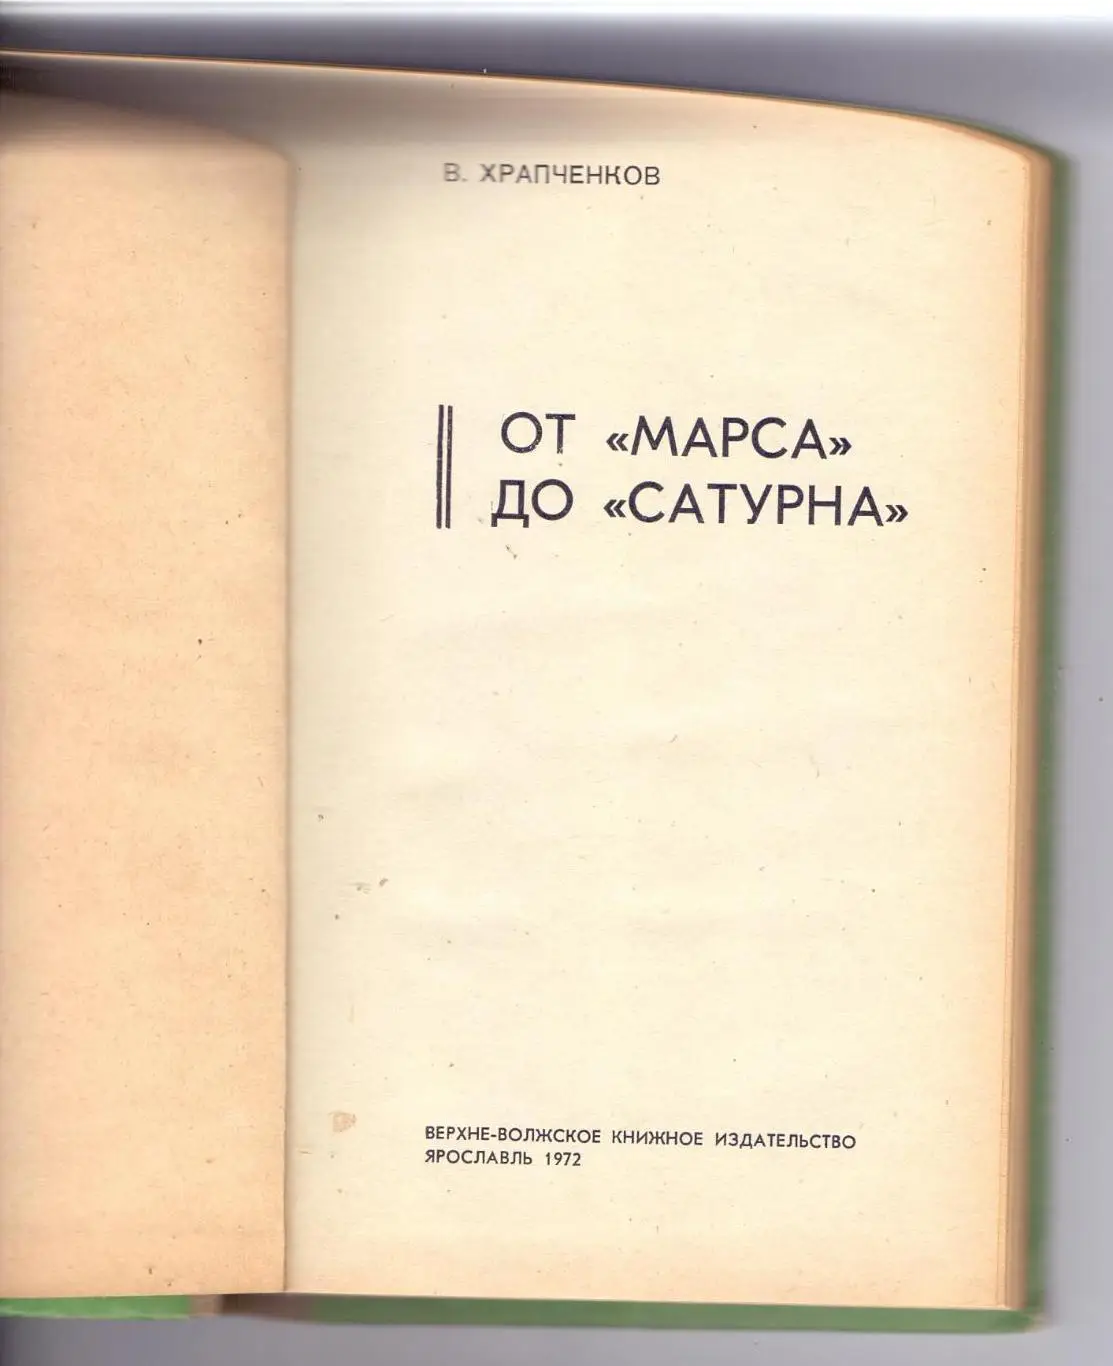 В. ХРАПЧЕНКОВ
ОТ «МАРСА»
ДО «САТУРНА»
ВЕРХНЕ-ВОЛЖСКОЕ КНИЖНОЕ ИЗДАТЕЛЬСТВО
ЯРОСЛАВЛЬ 1972